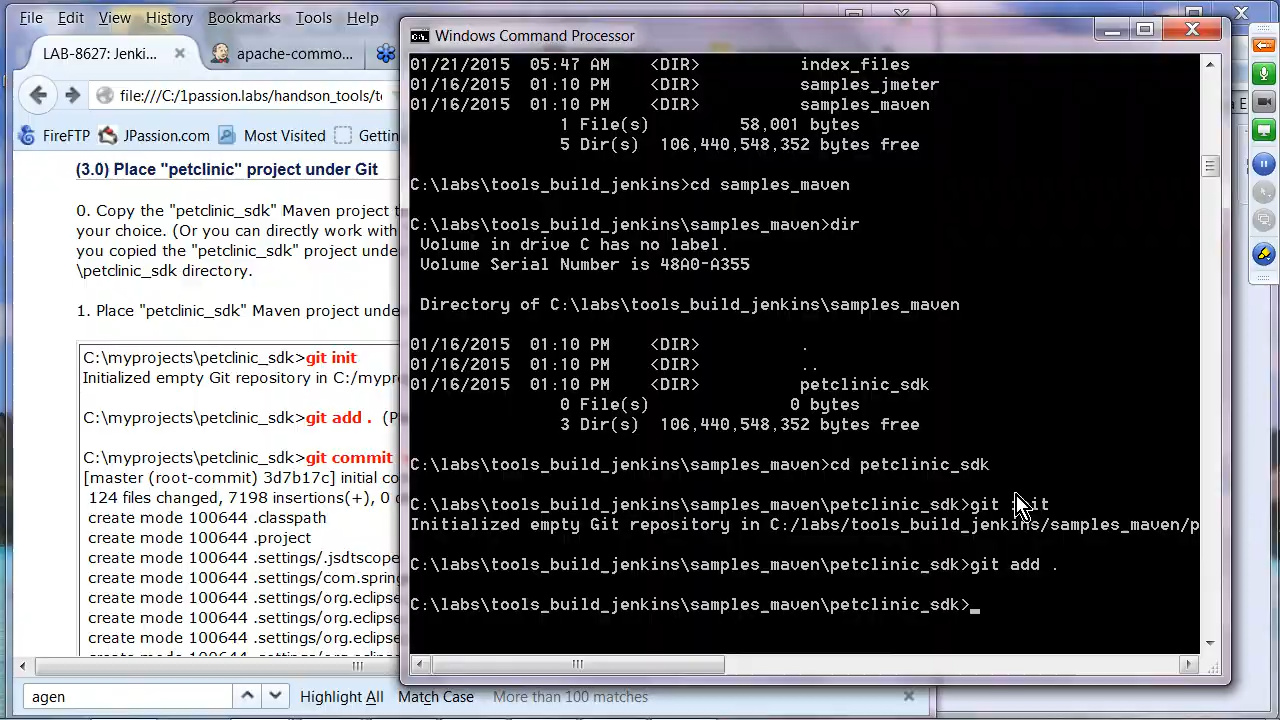 File Edit View History Bookmarks Tools Help
LAB-8627: Jenki...
apache-commo...
file:///C:/1passion.labs/handson_tools/t
FireFTP JPassion.com Most Visited Getti
(3.0) Place "petclinic" project under Git
0. Copy the "petclinic_sdk" Maven project t
your choice. (Or you can directly work with
you copied the "petclinic_sdk" project unde
\petclinic_sdk directory.
1. Place "petclinic_sdk" Maven project unde
C:\myprojects\petclinic_sdk>git init
Initialized empty Git repository in C:/mypr
C:\myprojects\petclinic_sdk>git add . (P
C:\myprojects\petclinic_sdk>git commit
[master (root-commit) 3d7b17c] initial co
124 files changed, 7198 insertions(+), 0
create mode 100644 .classpath
create mode 100644 .project
create mode 100644 .settings/.jsdtscope
create mode 100644 .settings/com.spring
create mode 100644 .settings/org.eclipse
create mode 100644 .settings/org.eclipse
create mode 100644 .settings/org.eclipse
agen
Highlight All Match Case More than 100 matches
Windows Command Processor
01/21/2015 05:47 AM <DIR> index_files
01/16/2015 01:10 PM <DIR> samples_jmeter
01/16/2015 01:10 PM <DIR> samples_maven
1 File(s) 58,001 bytes
5 Dir(s) 106,440,548,352 bytes free
C:\labs\tools_build_jenkins>cd samples_maven
C:\labs\tools_build_jenkins\samples_maven>dir
Volume in drive C has no label.
Volume Serial Number is 48A0-A355
Directory of C:\labs\tools_build_jenkins\samples_maven
01/16/2015 01:10 PM <DIR> .
01/16/2015 01:10 PM <DIR> ..
01/16/2015 01:10 PM <DIR> petclinic_sdk
0 File(s) 0 bytes
3 Dir(s) 106,440,548,352 bytes free
C:\labs\tools_build_jenkins\samples_maven>cd petclinic_sdk
C:\labs\tools_build_jenkins\samples_maven\petclinic_sdk>git init
Initialized empty Git repository in C:/labs/tools_build_jenkins/samples_maven/p
C:\labs\tools_build_jenkins\samples_maven\petclinic_sdk>git add .
C:\labs\tools_build_jenkins\samples_maven\petclinic_sdk>